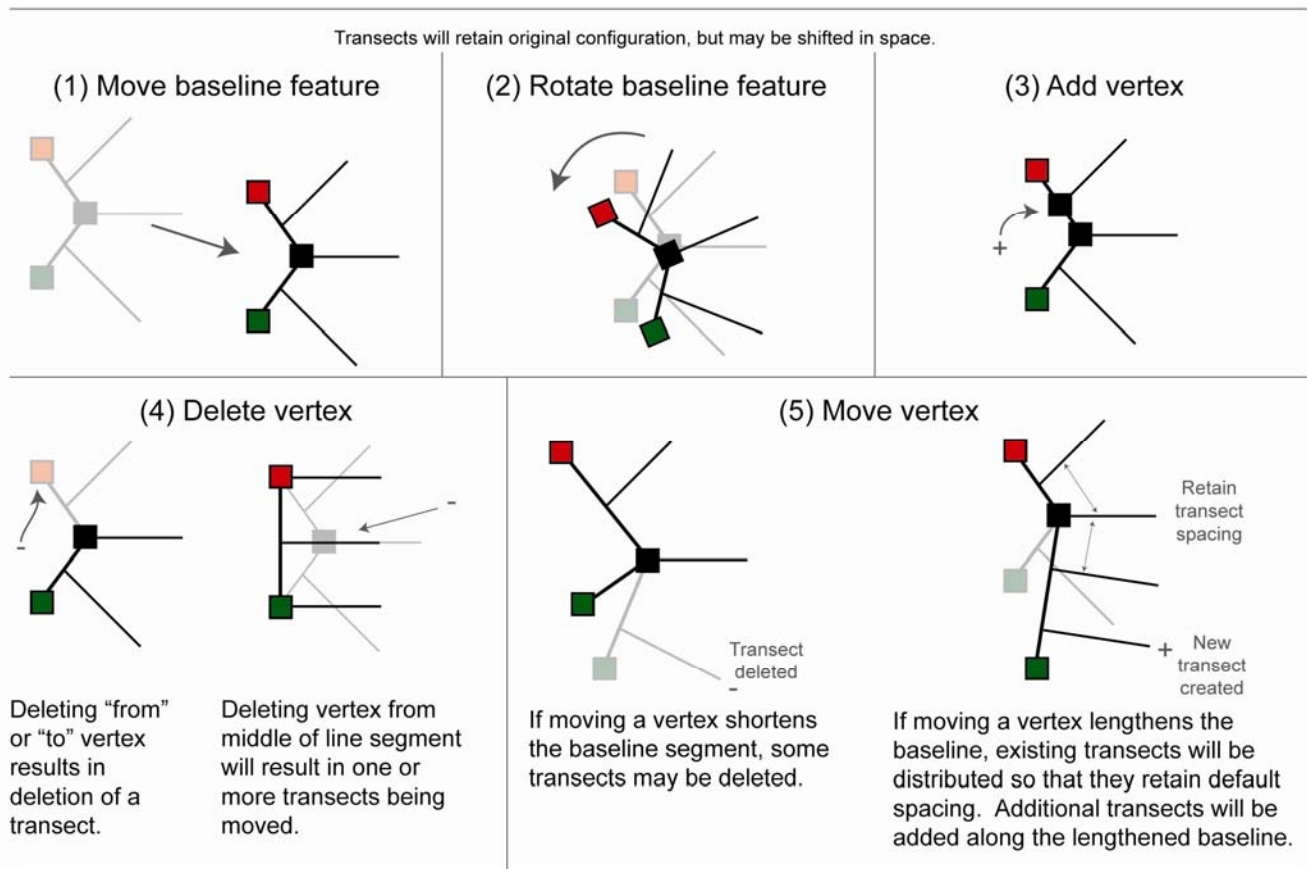 Transects will retain original configuration, but may be shifted in space.
(1) Move baseline feature
(2) Rotate baseline feature
(3) Add vertex
+
(4) Delete vertex
-
-
Deleting “from”
or “to” vertex
results in
deletion of a
transect.
Deleting vertex from
middle of line segment
will result in one or
more transects being
moved.
(5) Move vertex
Transect
deleted
-
If moving a vertex shortens
the baseline segment, some
transects may be deleted.
Retain
transect
spacing
+
New
transect
created
If moving a vertex lengthens the
baseline, existing transects will be
distributed so that they retain default
spacing.  Additional transects will be
added along the lengthened baseline.